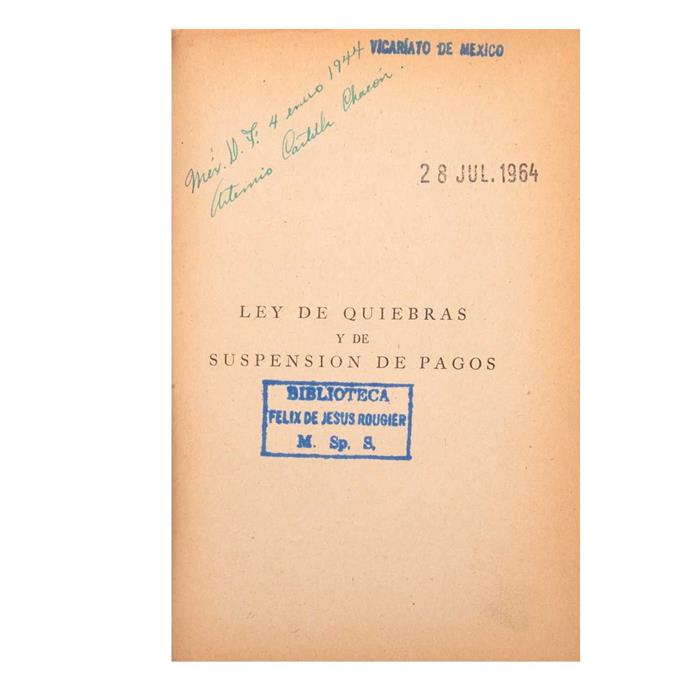 VICARIATO DE MEXICO
Méx. D. F. 4 enero 1944
Artemio Castillo Chacón
28 JUL. 1964
LEY DE QUIEBRAS
Y DE
SUSPENSION DE PAGOS
BIBLIOTECA
FELIX DE JESUS ROUGIER
M. Sp. S.